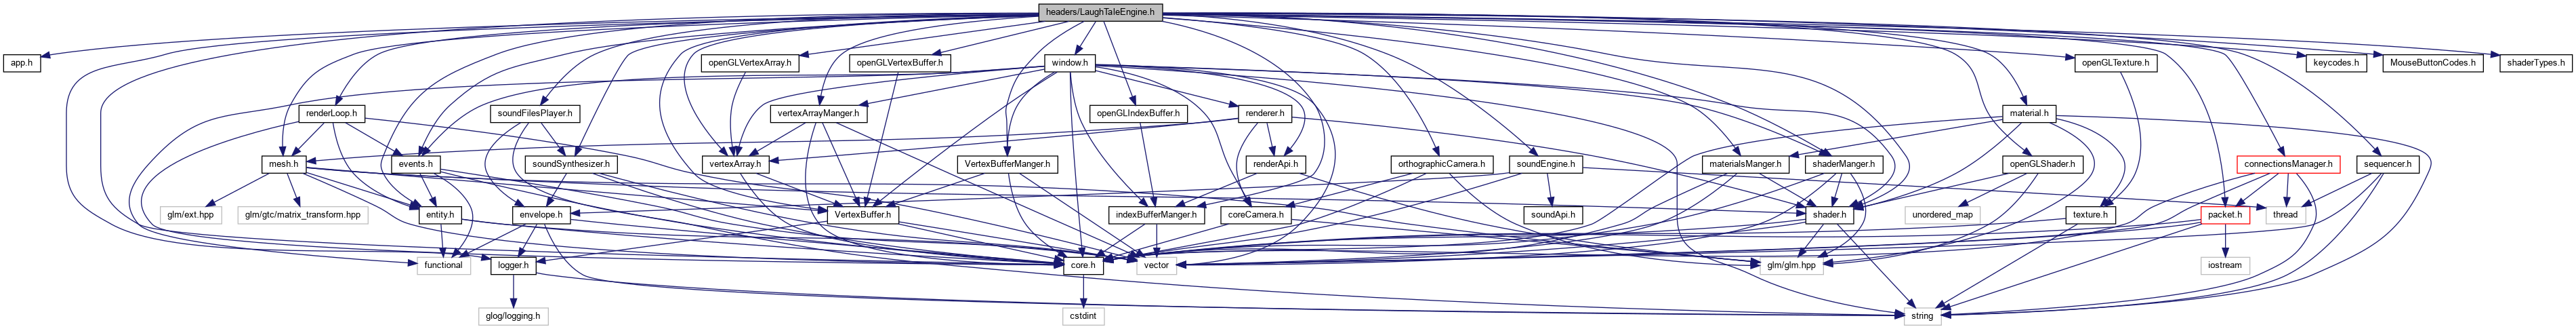 headers/LaughTaleEngine.h
app.h
openGLVertexArray.h
openGLVertexBuffer.h
window.h
openGLTexture.h
keycodes.h
MouseButtonCodes.h
shaderTypes.h
renderLoop.h
soundFilesPlayer.h
vertexArrayManger.h
openGLIndexBuffer.h
renderer.h
material.h
mesh.h
events.h
soundSynthesizer.h
vertexArray.h
VertexBufferManger.h
renderApi.h
orthographicCamera.h
soundEngine.h
materialsManger.h
shaderManger.h
openGLShader.h
connectionsManager.h
sequencer.h
glm/ext.hpp
glm/gtc/matrix_transform.hpp
entity.h
envelope.h
VertexBuffer.h
indexBufferManger.h
coreCamera.h
soundApi.h
shader.h
unordered_map
texture.h
packet.h
thread
functional
logger.h
core.h
vector
glm/glm.hpp
iostream
glog/logging.h
cstdint
string